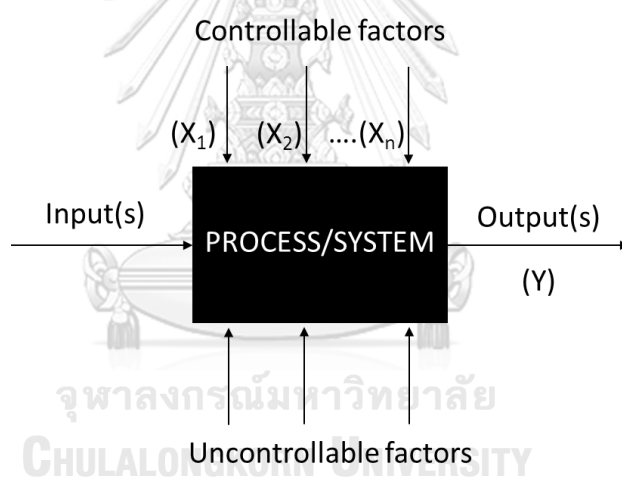 Controllable factors
(X1) (X2) ....(Xn)
Input(s)
PROCESS/SYSTEM
Output(s)
(Y)
จุฬาลงกรณ์มหาวิทยาลัย
Uncontrollable factors
CHULALONGKORN UNIVERSITY